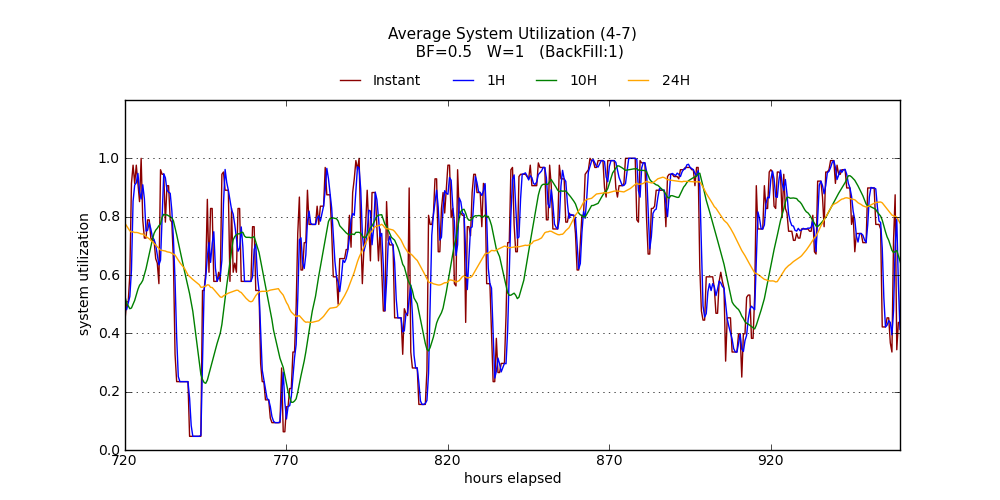 Average System Utilization (4-7)
BF=0.5 W=1 (BackFill:1)
Instant 1H 10H 24H
1.0
0.8
0.6
0.4
0.2
0.0
system utilization
720 770 820 870 920
hours elapsed